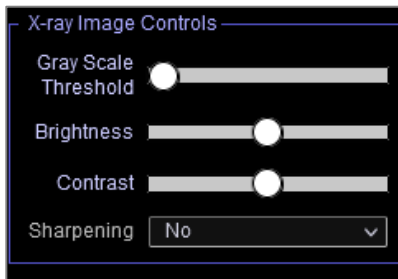 X-ray Image Controls
Gray Scale
Threshold
Brightness
Contrast
Sharpening No